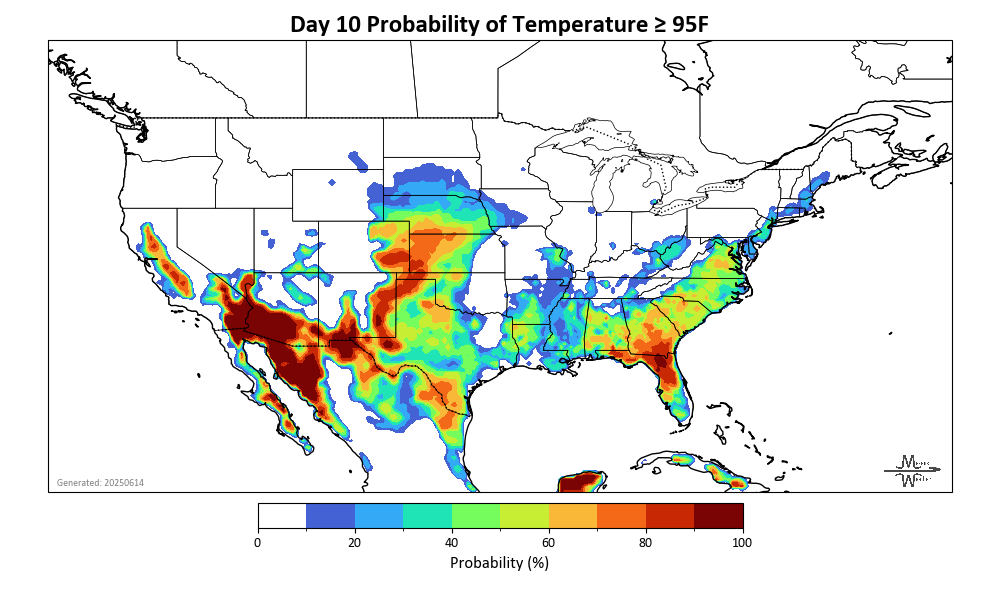 Day 10 Probability of Temperature ≥ 95F
Generated: 20250614
0 20 40 60 80 100
Probability (%)